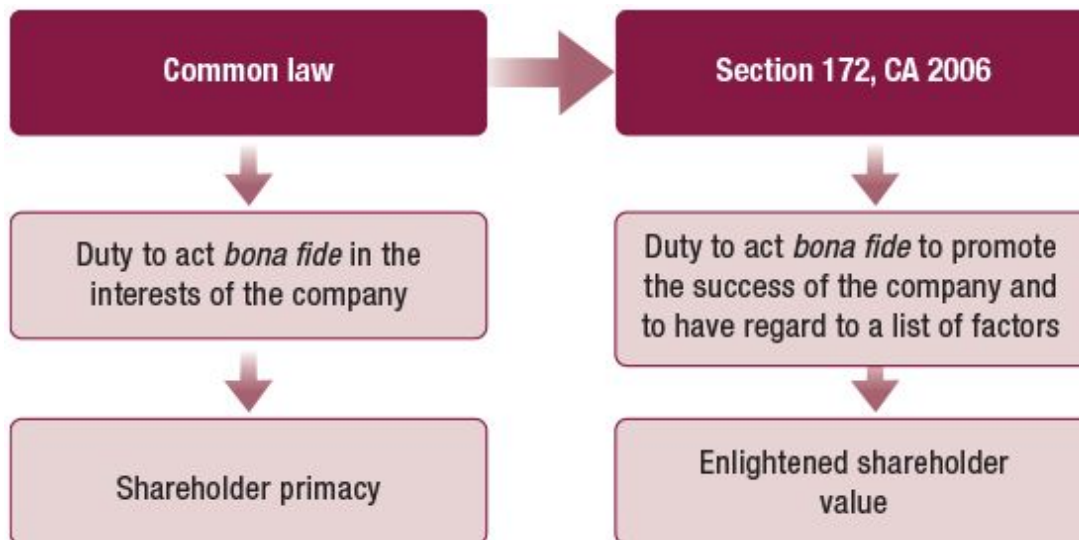 Common law
Section 172, CA 2006
Duty to act bona fide in the
interests of the company
Duty to act bona fide to promote
the success of the company and
to have regard to a list of factors
Shareholder primacy
Enlightened shareholder
value